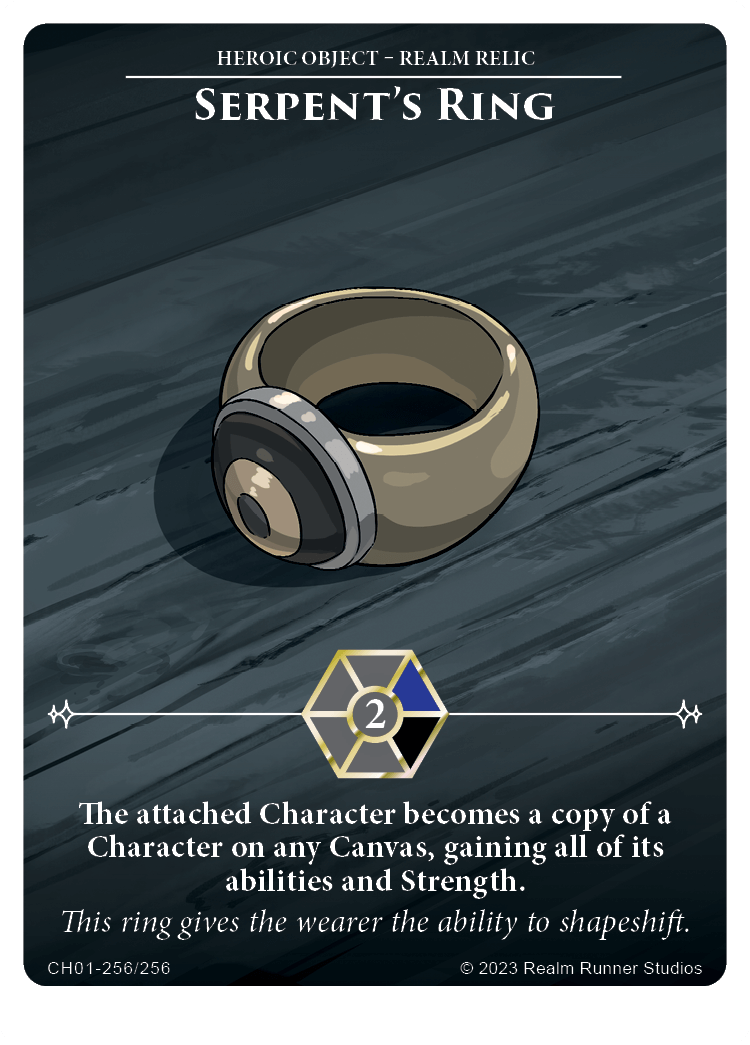 HEROIC OBJECT – REALM RELIC
SERPENT'S RING
2
The attached Character becomes a copy of a
Character on any Canvas, gaining all of its
abilities and Strength.
This ring gives the wearer the ability to shapeshift.
CH01-256/256
© 2023 Realm Runner Studios